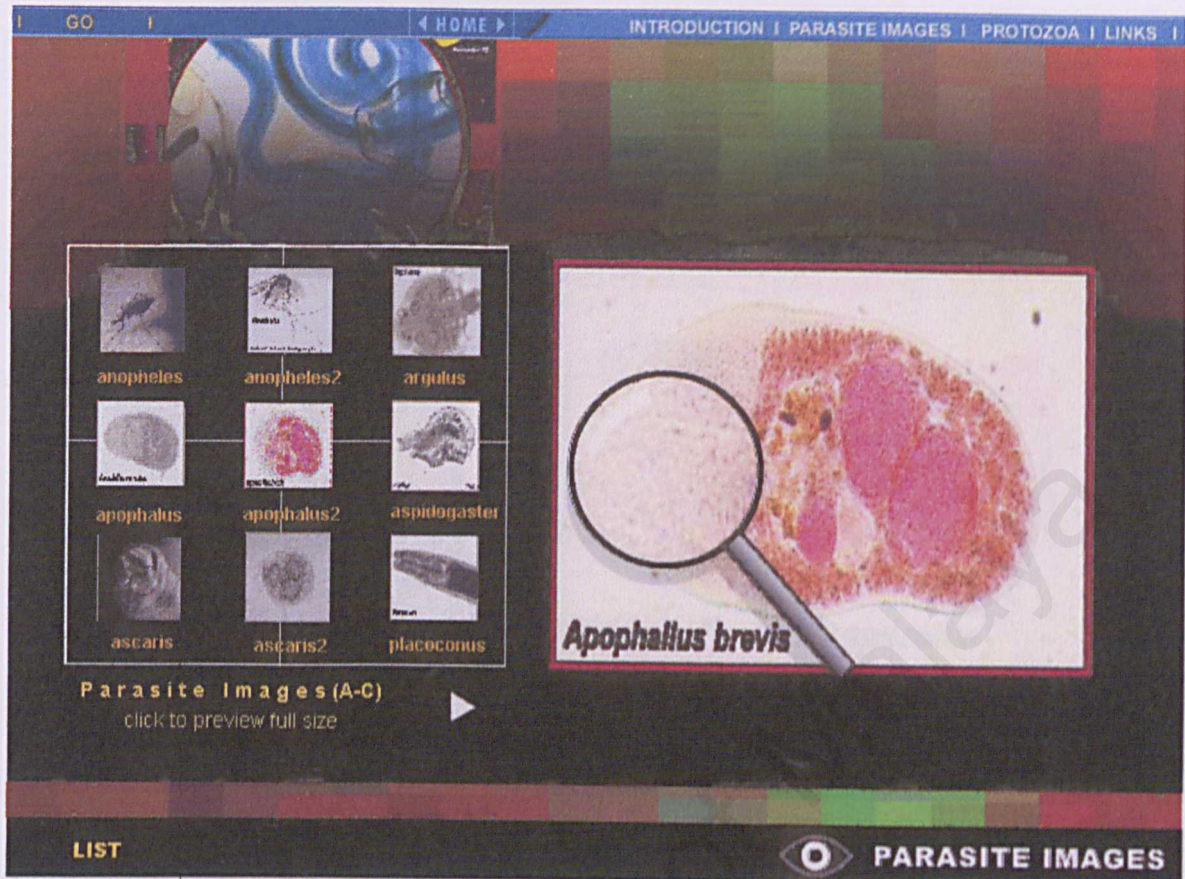 GO HOME INTRODUCTION I PARASITE IMAGES I PROTOZOA I LINKS I
anopheles anopheles2 argulus
apophalus apophalus2 aspidogaster
ascaris ascaris2 placoconus
Apophallus brevis
Parasite Images (A-C)
click to preview full size
LIST PARASITE IMAGES